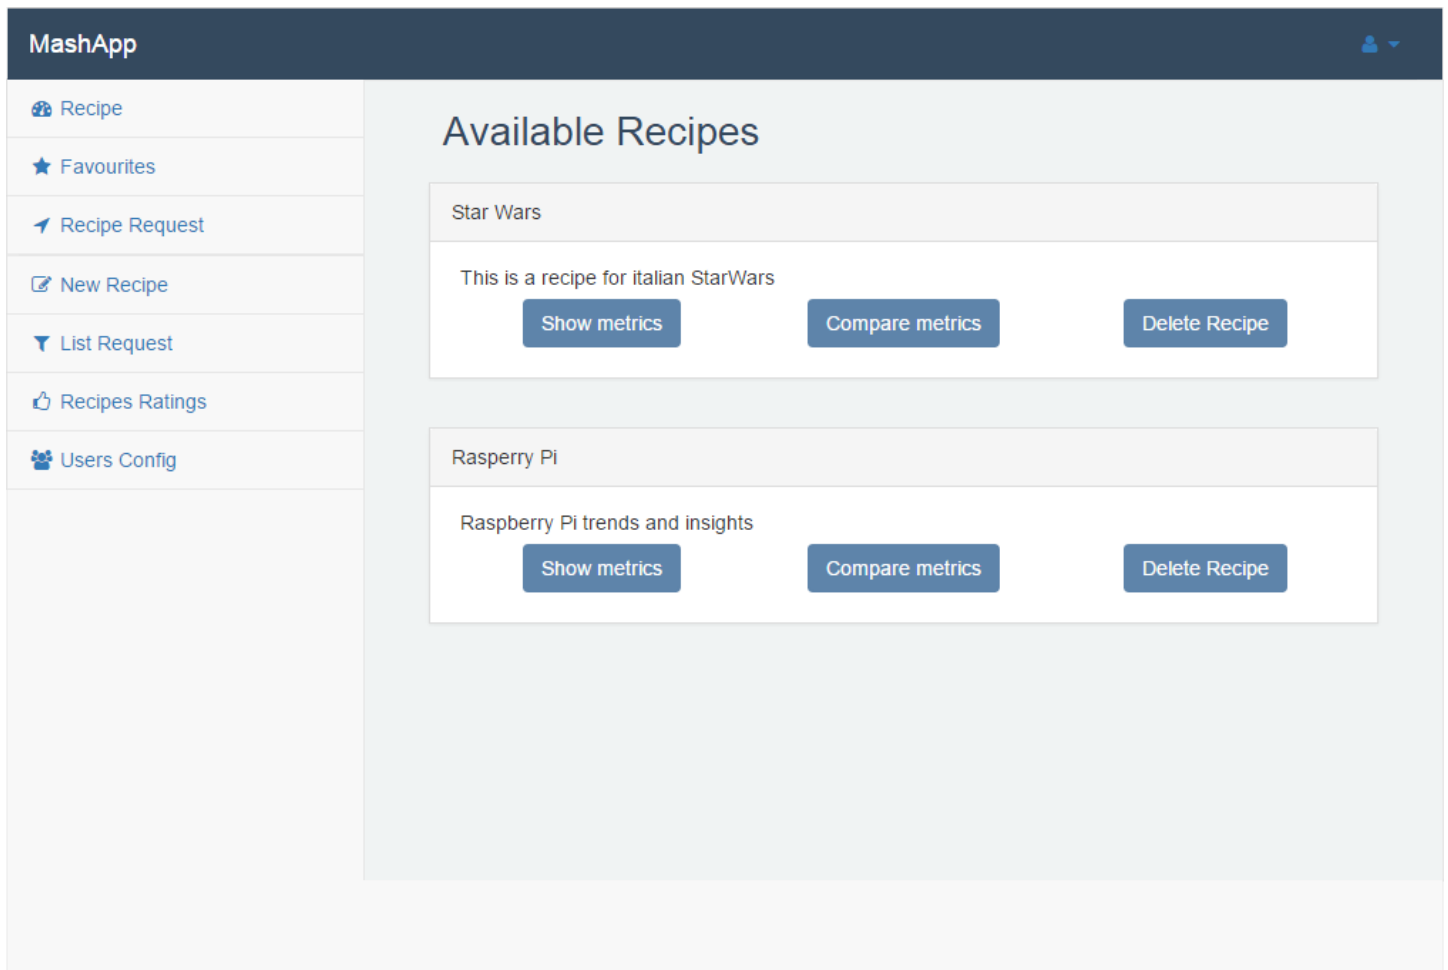 MashApp
Recipe
Favourites
Recipe Request
New Recipe
List Request
Recipes Ratings
Users Config
Available Recipes
Star Wars
This is a recipe for italian StarWars
Show metrics Compare metrics Delete Recipe
Rasperry Pi
Raspberry Pi trends and insights
Show metrics Compare metrics Delete Recipe